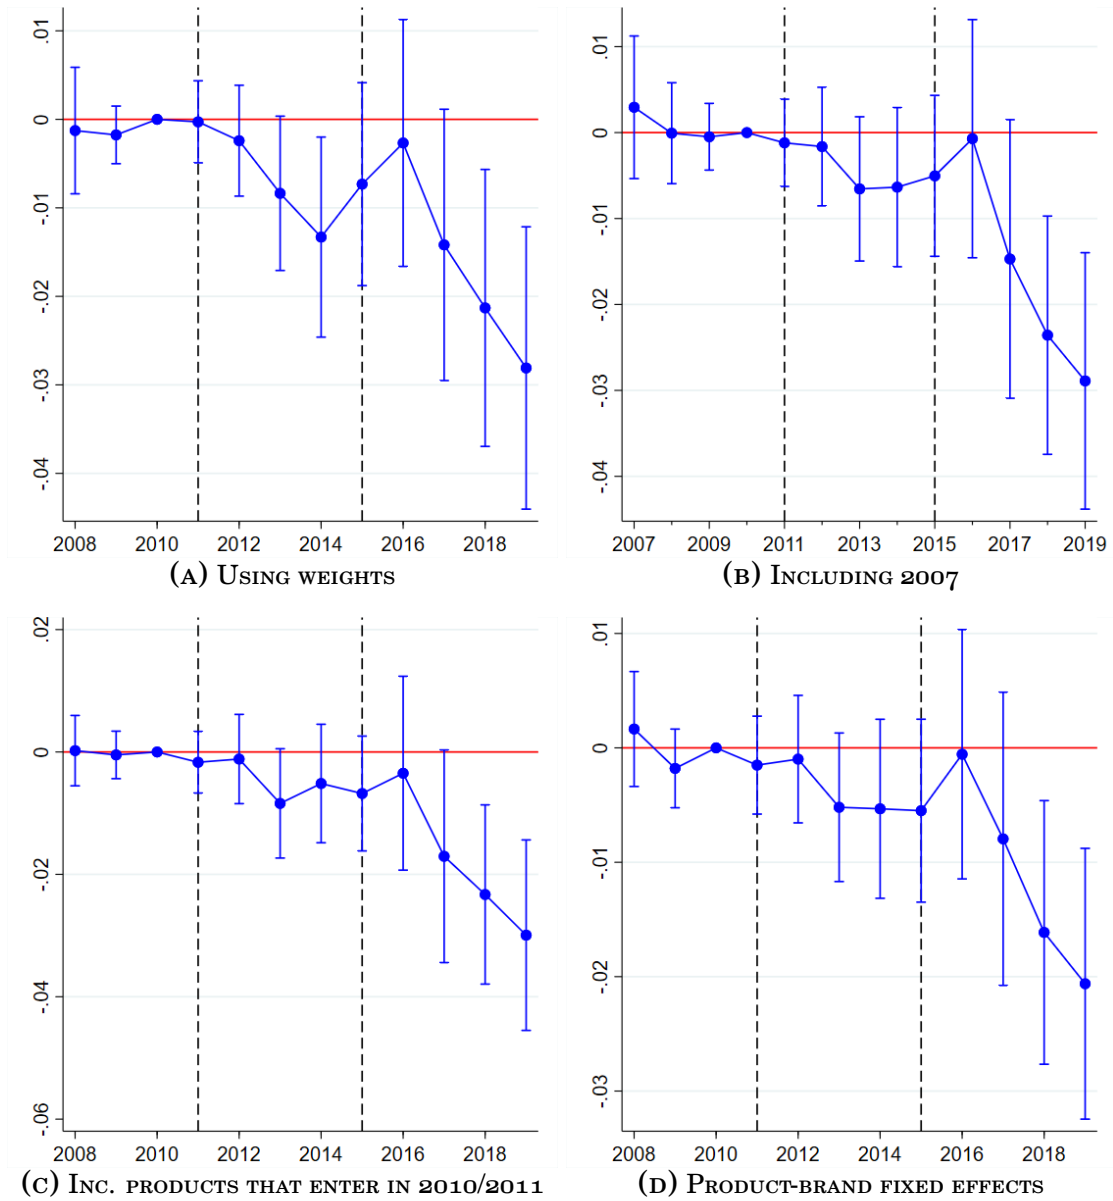 .01
0
-.01
-.02
-.03
-.04
2008 2010 2012 2014 2016 2018
(A) Using weights
.01
0
-.01
-.02
-.03
-.04
2007 2009 2011 2013 2015 2017 2019
(B) Including 2007
.02
0
-.02
-.04
-.06
2008 2010 2012 2014 2016 2018
(C) Inc. products that enter in 2010/2011
.01
0
-.01
-.02
-.03
2008 2010 2012 2014 2016 2018
(D) Product-brand fixed effects